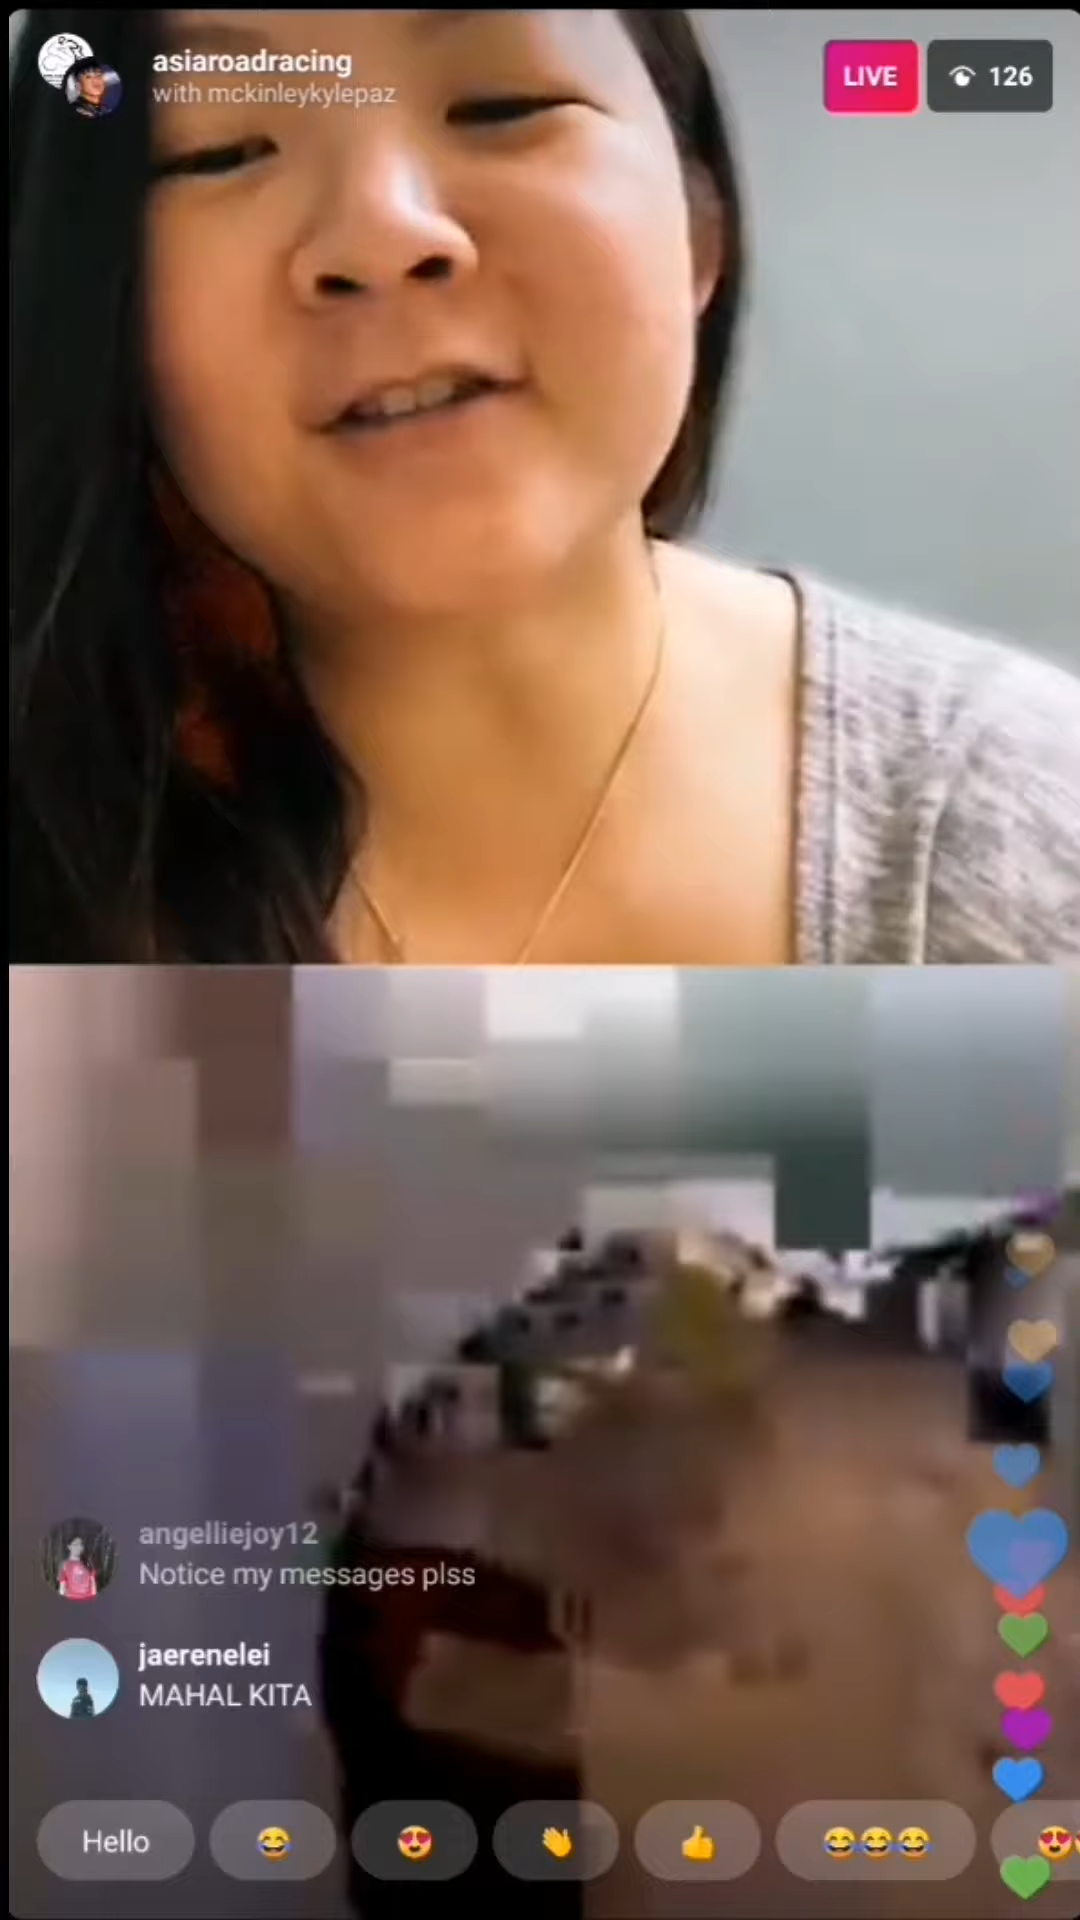 asiaroadracing
with mckinleykylepaz
LIVE
126
angelliejoy12
Notice my messages plss
jaerenelei
MAHAL KITA
Hello